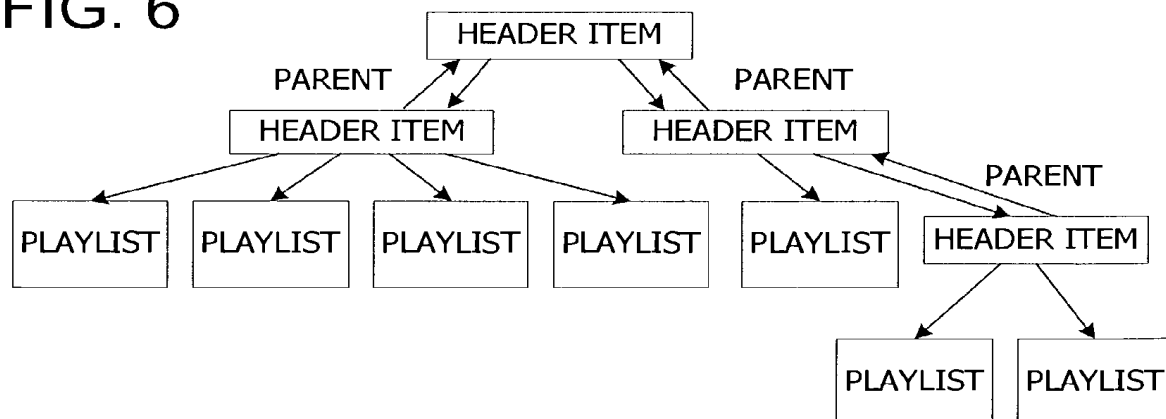 FIG. 6
HEADER ITEM
PARENT
PARENT
HEADER ITEM
HEADER ITEM
PARENT
PLAYLIST
PLAYLIST
PLAYLIST
PLAYLIST
PLAYLIST
HEADER ITEM
PLAYLIST
PLAYLIST